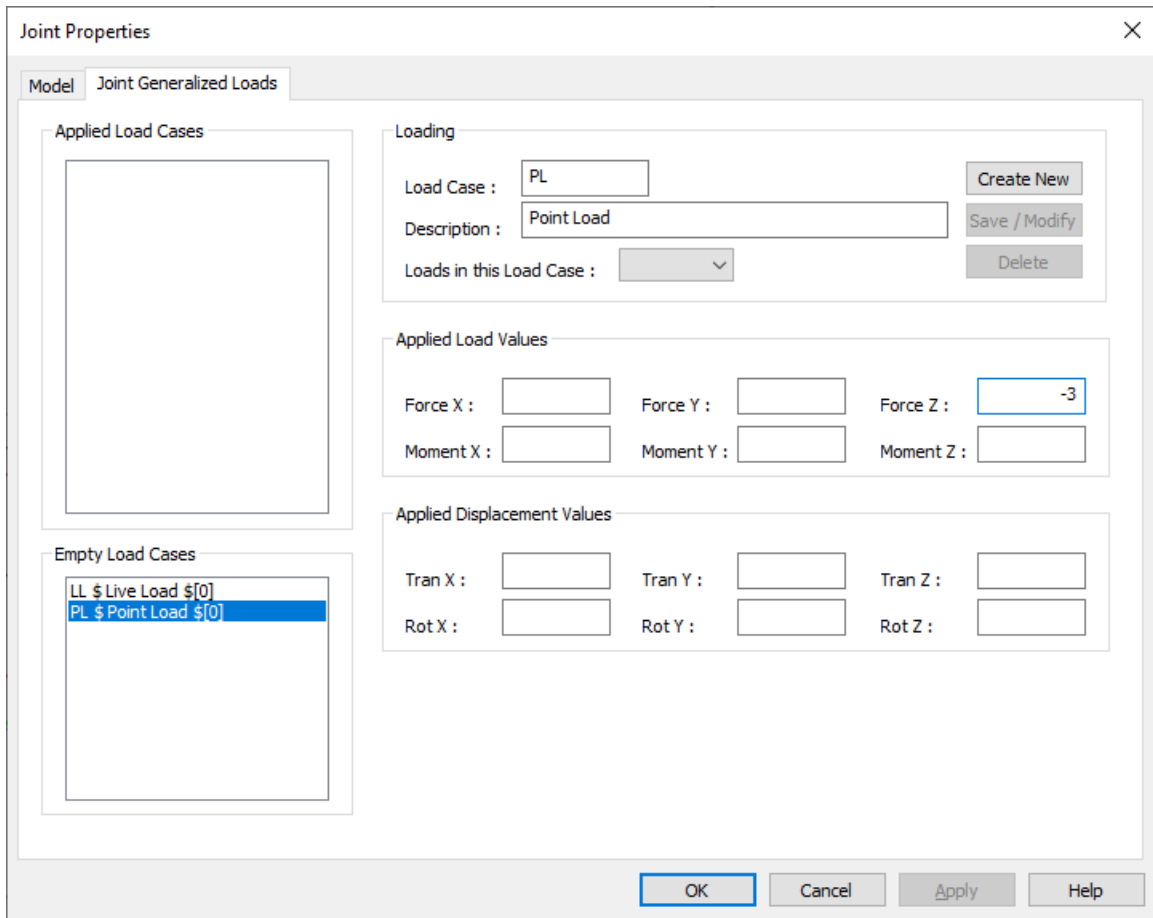 Joint Properties
Model
Joint Generalized Loads
Applied Load Cases
Empty Load Cases
LL $ Live Load $[0]
PL $ Point Load $[0]
Loading
Load Case : PL
Create New
Description : Point Load
Save / Modify
Loads in this Load Case :
Delete
Applied Load Values
Force X : Force Y : Force Z : -3
Moment X : Moment Y : Moment Z :
Applied Displacement Values
Tran X : Tran Y : Tran Z :
Rot X : Rot Y : Rot Z :
OK Cancel Apply Help